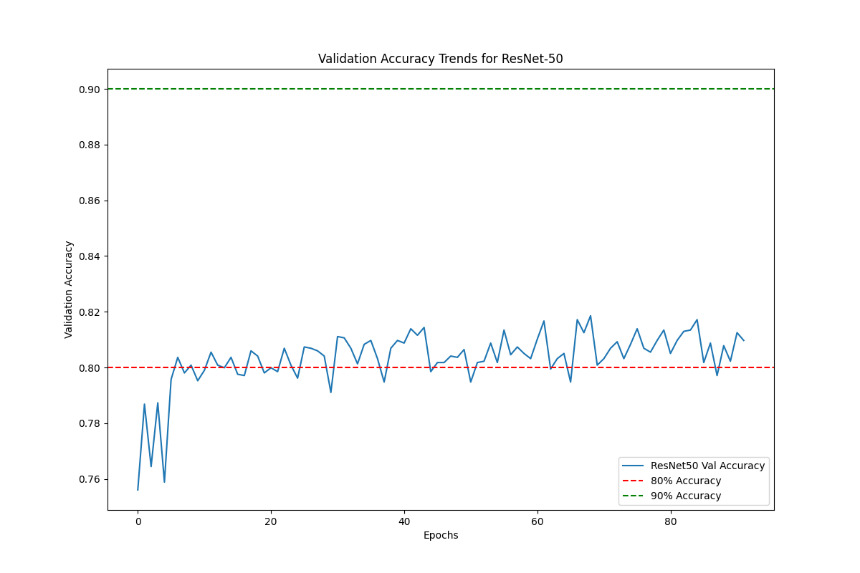 Validation Accuracy Trends for ResNet-50
Validation Accuracy
0.90
0.88
0.86
0.84
0.82
0.80
0.78
0.76
0
20
40
60
80
Epochs
ResNet50 Val Accuracy
80% Accuracy
90% Accuracy